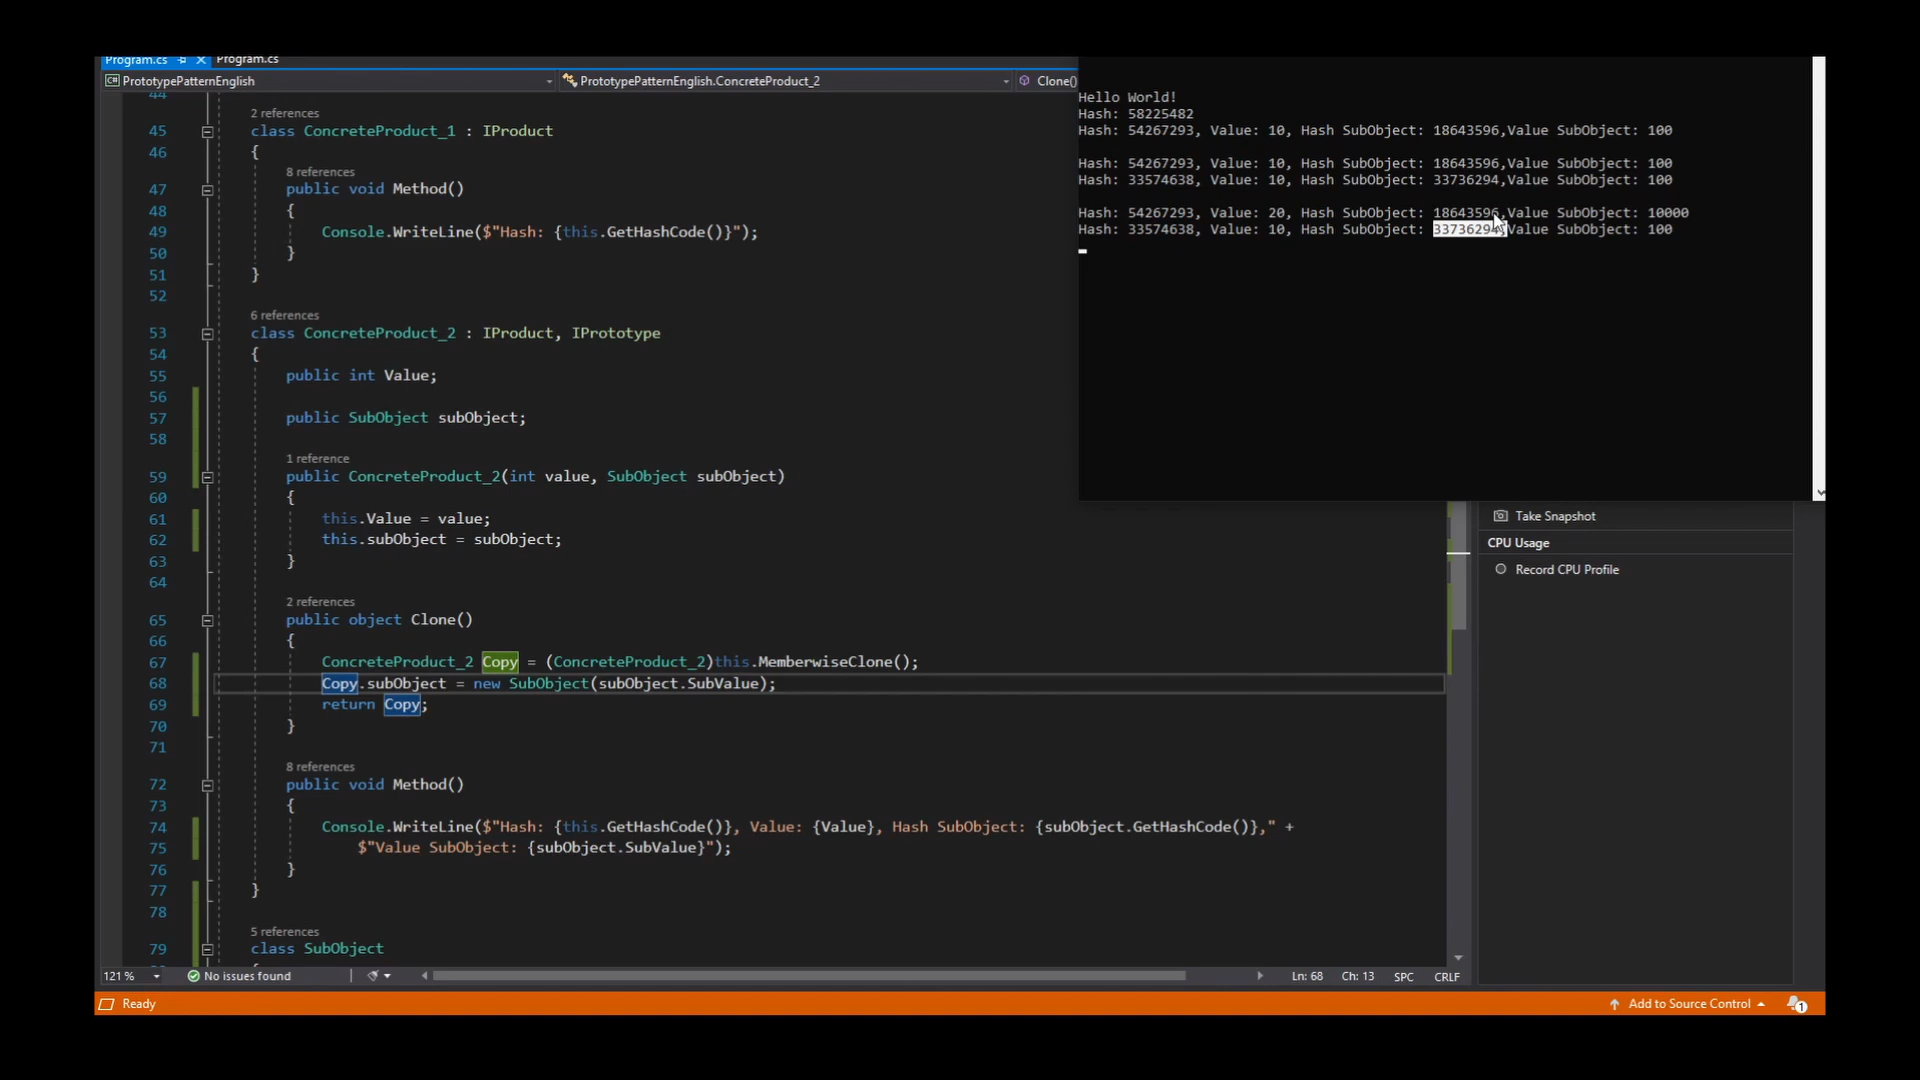 Program.cs
Program.cs
PrototypePatternEnglish
PrototypePatternEnglish.ConcreteProduct_2
Clone()
44
2 references
45 class ConcreteProduct_1 : IProduct
46 {
8 references
47 public void Method()
48 {
49 Console.WriteLine($"Hash: {this.GetHashCode()}");
50 }
51 }
52
6 references
53 class ConcreteProduct_2 : IProduct, IPrototype
54 {
55 public int Value;
56
57 public SubObject subObject;
58
1 reference
59 public ConcreteProduct_2(int value, SubObject subObject)
60 {
61 this.Value = value;
62 this.subObject = subObject;
63 }
64
2 references
65 public object Clone()
66 {
67 ConcreteProduct_2 Copy = (ConcreteProduct_2)this.MemberwiseClone();
68 Copy.subObject = new SubObject(subObject.SubValue);
69 return Copy;
70 }
71
8 references
72 public void Method()
73 {
74 Console.WriteLine($"Hash: {this.GetHashCode()}, Value: {Value}, Hash SubObject: {subObject.GetHashCode()}," +
75 $"Value SubObject: {subObject.SubValue}");
76 }
77 }
78
5 references
79 class SubObject
Hello World!
Hash: 58225482
Hash: 54267293, Value: 10, Hash SubObject: 18643596,Value SubObject: 100
Hash: 54267293, Value: 10, Hash SubObject: 18643596,Value SubObject: 100
Hash: 33574638, Value: 10, Hash SubObject: 33736294,Value SubObject: 100
Hash: 54267293, Value: 20, Hash SubObject: 18643596,Value SubObject: 10000
Hash: 33574638, Value: 10, Hash SubObject: 33736294,Value SubObject: 100
Take Snapshot
CPU Usage
Record CPU Profile
121 %
No issues found
Ln: 68
Ch: 13
SPC
CRLF
Ready
Add to Source Control
1